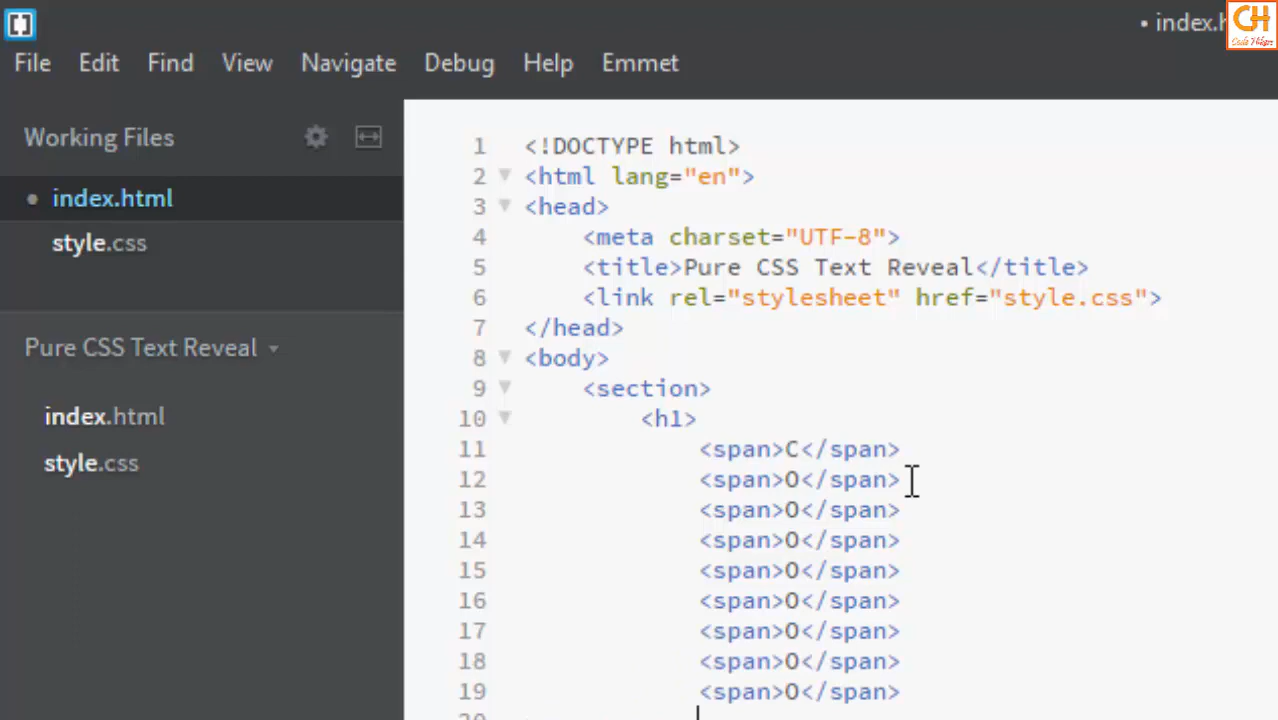 CH
• index.h
File Edit Find View Navigate Debug Help Emmet
Working Files
index.html
style.css
Pure CSS Text Reveal
index.html
style.css
1 <!DOCTYPE html>
2 <html lang="en">
3 <head>
4 <meta charset="UTF-8">
5 <title>Pure CSS Text Reveal</title>
6 <link rel="stylesheet" href="style.css">
7 </head>
8 <body>
9 <section>
10 <h1>
11 <span>C</span>
12 <span>O</span>
13 <span>O</span>
14 <span>O</span>
15 <span>O</span>
16 <span>O</span>
17 <span>O</span>
18 <span>O</span>
19 <span>O</span>
20